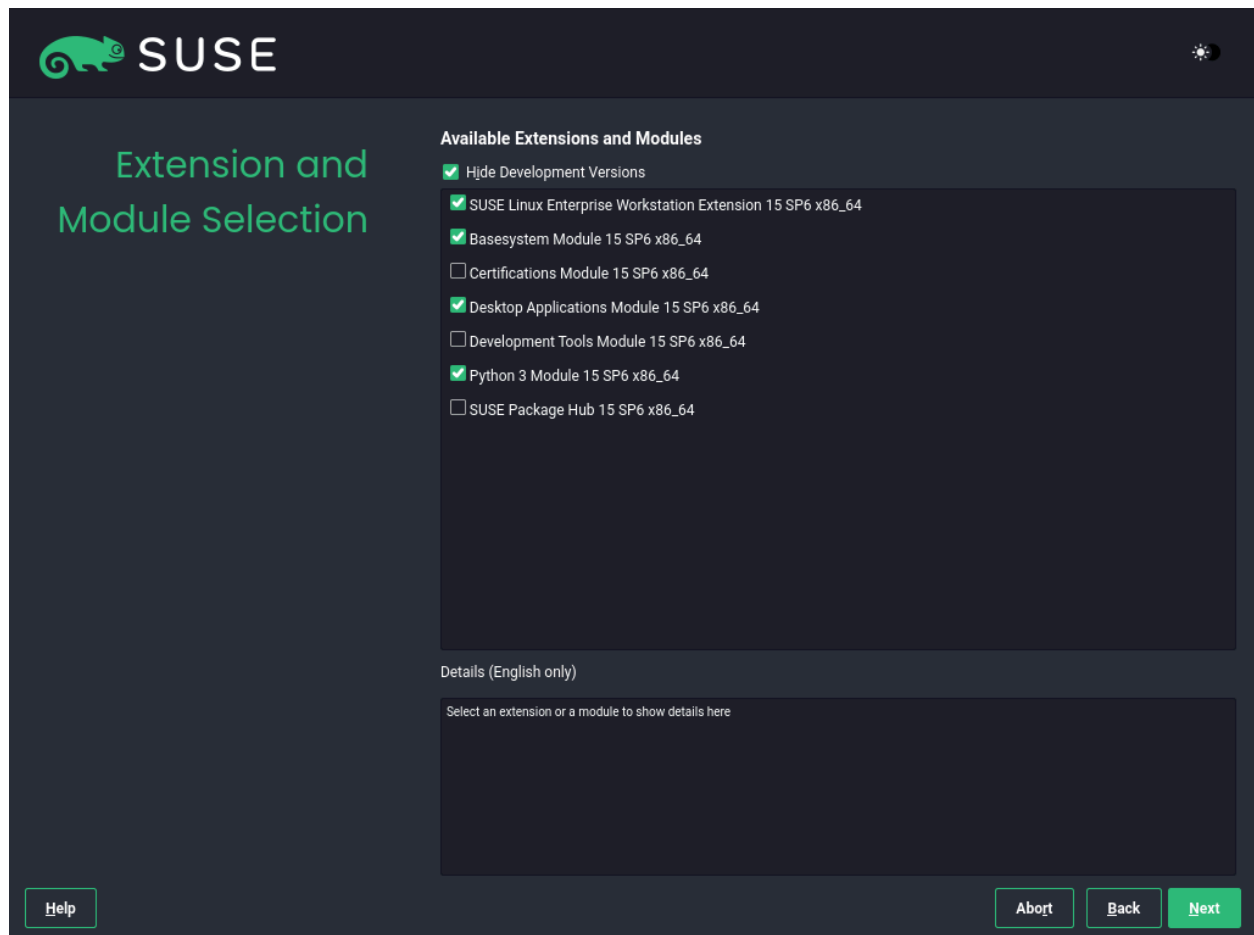 SUSE
Extension and
Module Selection
Available Extensions and Modules
Hide Development Versions
SUSE Linux Enterprise Workstation Extension 15 SP6 x86_64
Basesystem Module 15 SP6 x86_64
Certifications Module 15 SP6 x86_64
Desktop Applications Module 15 SP6 x86_64
Development Tools Module 15 SP6 x86_64
Python 3 Module 15 SP6 x86_64
SUSE Package Hub 15 SP6 x86_64
Details (English only)
Select an extension or a module to show details here
Help
Abort
Back
Next